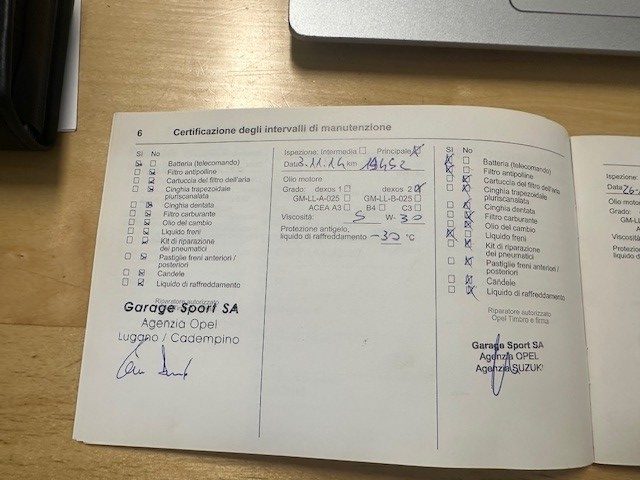 6 Certificazione degli intervalli di manutenzione
Sì No
Batteria (telecomando)
Filtro antipolline
Cartuccia del filtro dell'aria
Cinghia trapezoidale
pluriscanalata
Cinghia dentata
Filtro carburante
Olio del cambio
Liquido freni
Kit di riparazione
dei pneumatici
Pastiglie freni anteriori /
posteriori
Candele
Liquido di raffreddamento
Riparatore autorizzato
Garage Sport SA
Agenzia Opel
Lugano / Cadempino
Ispezione: Intermedia Principale
Data 3.11.14 km 19452
Olio motore
Grado: dexos 1 dexos 2
GM-LL-A-025 GM-LL-B-025
ACEA A3 B4 C3
Viscosità: 5 W- 30
Protezione antigelo,
liquido di raffreddamento -30 °C
Sì No
Batteria (telecomando)
Filtro antipolline
Cartuccia del filtro dell'aria
Cinghia trapezoidale
pluriscanalata
Cinghia dentata
Filtro carburante
Olio del cambio
Liquido freni
Kit di riparazione
dei pneumatici
Pastiglie freni anteriori /
posteriori
Candele
Liquido di raffreddamento
Riparatore autorizzato
Opel Timbro e firma
Garage Sport SA
Agenzia OPEL
Agenzia SUZUKI
Ispezione:
Data
Olio motore
Grado:
GM-LL
Viscosità
Protezione
liquido di